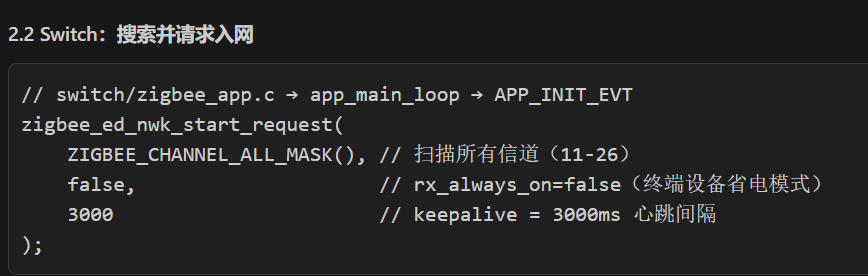 2.2 Switch：搜索并请求入网
// switch/zigbee_app.c → app_main_loop → APP_INIT_EVT
zigbee_ed_nwk_start_request(
    ZIGBEE_CHANNEL_ALL_MASK(), // 扫描所有信道（11-26）
    false,                     // rx_always_on=false（终端设备省电模式）
    3000                       // keepalive = 3000ms 心跳间隔
);